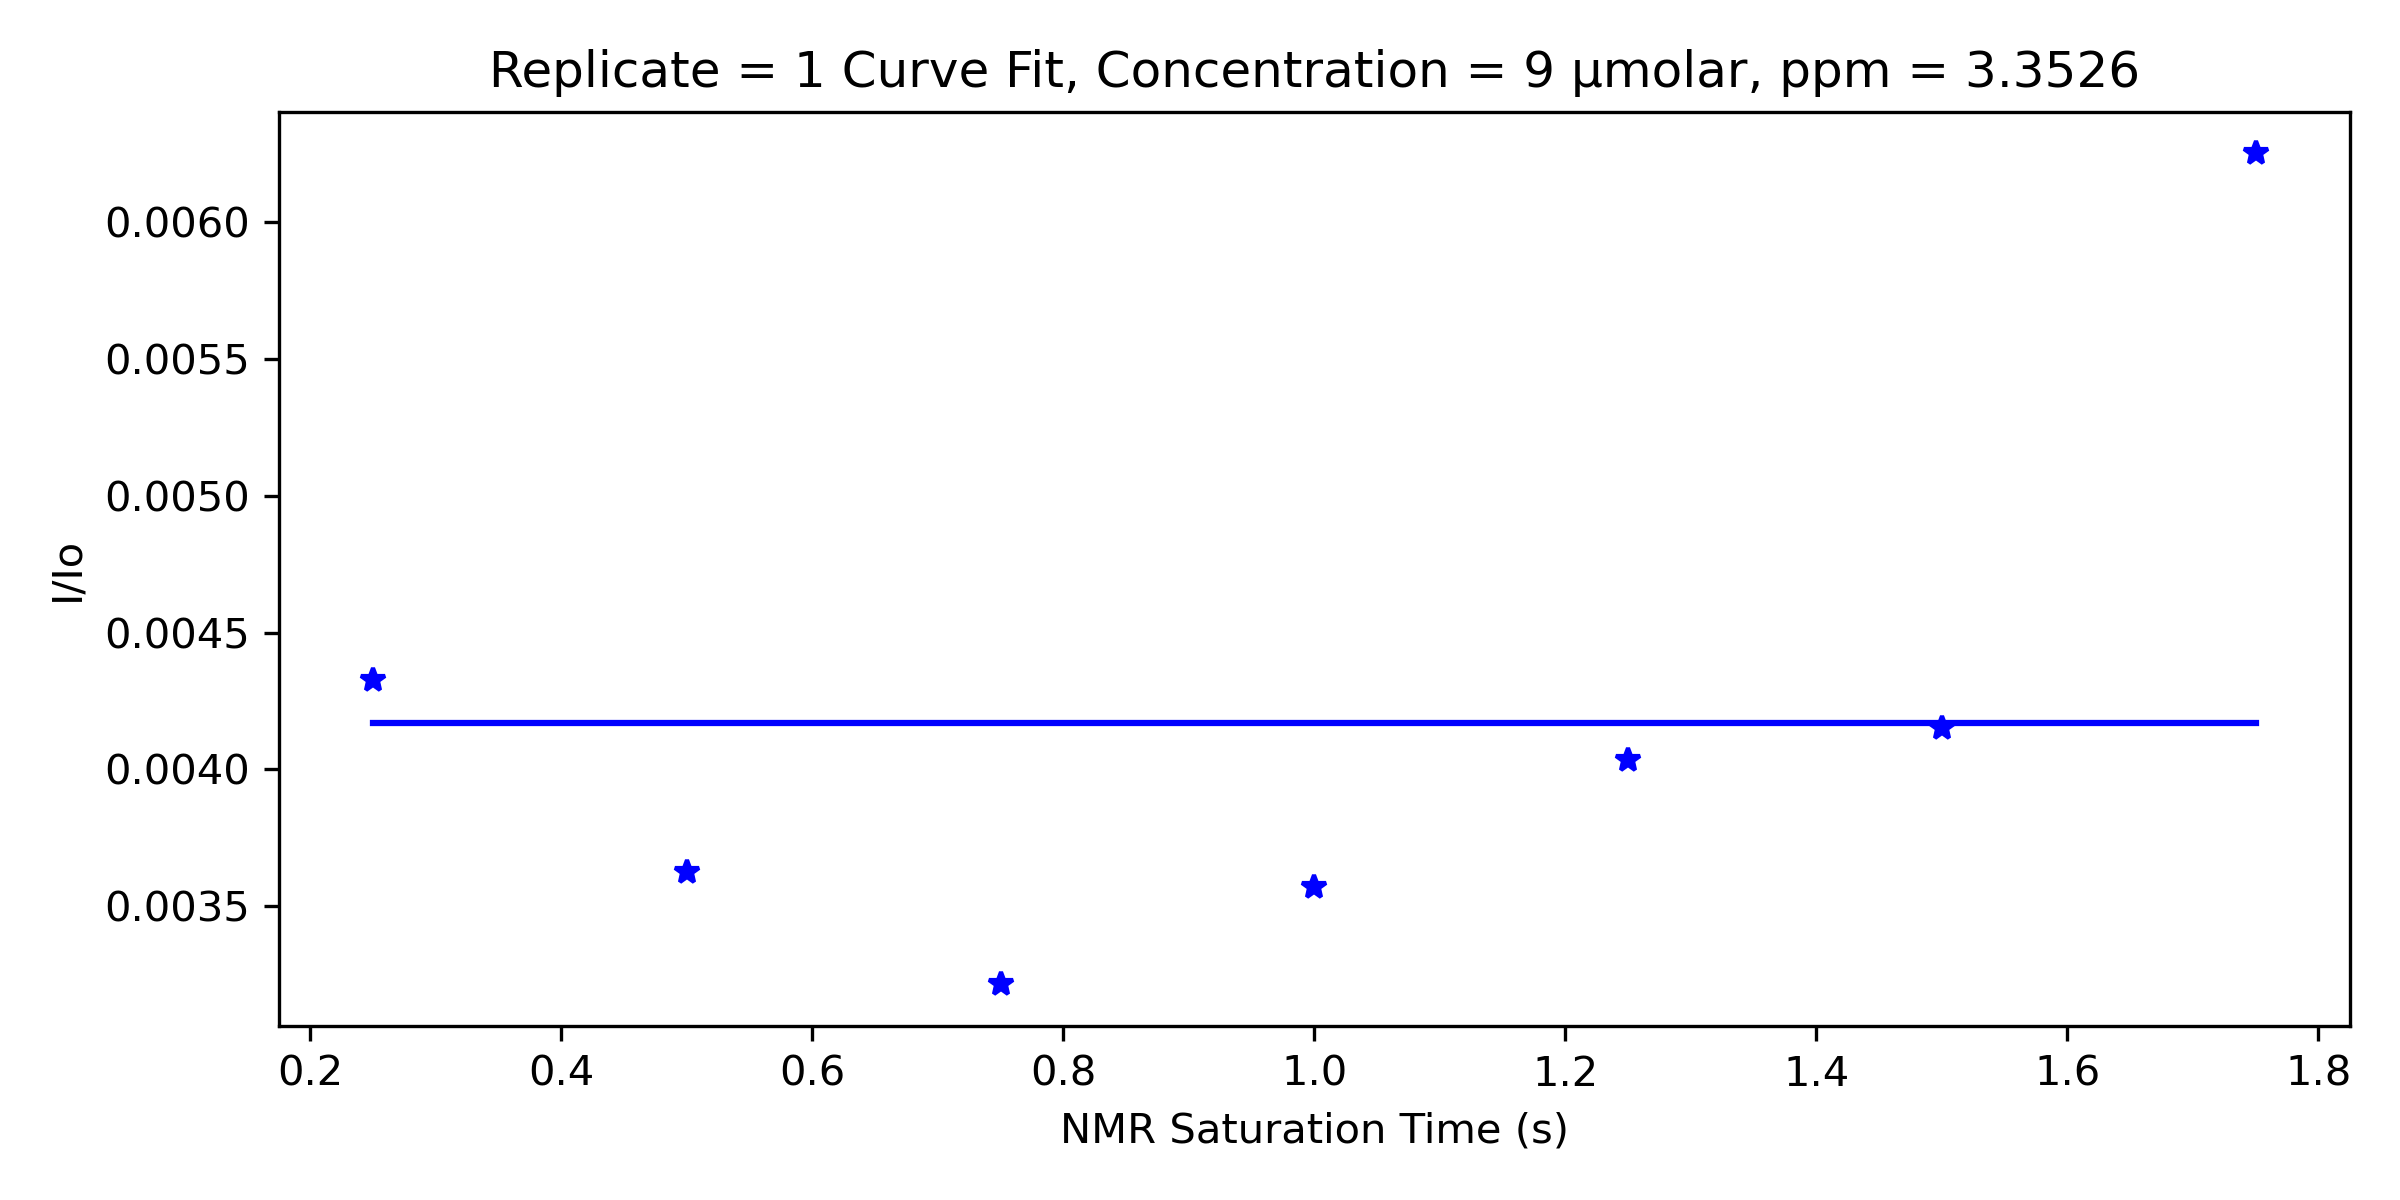 Replicate = 1 Curve Fit, Concentration = 9 µmolar, ppm = 3.3526
I/Io
0.0060
0.0055
0.0050
0.0045
0.0040
0.0035
0.2 0.4 0.6 0.8 1.0 1.2 1.4 1.6 1.8
NMR Saturation Time (s)